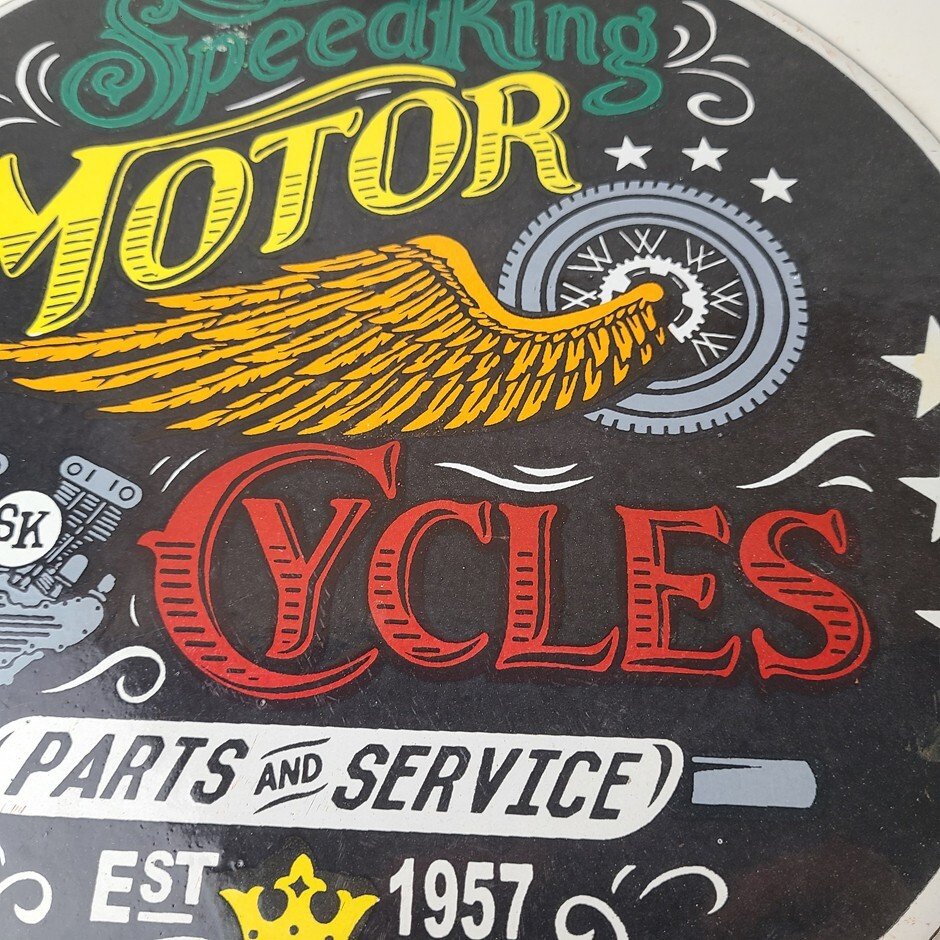 SpeedKing
MOTOR
CYCLES
SK
PARTS AND SERVICE
EST 1957